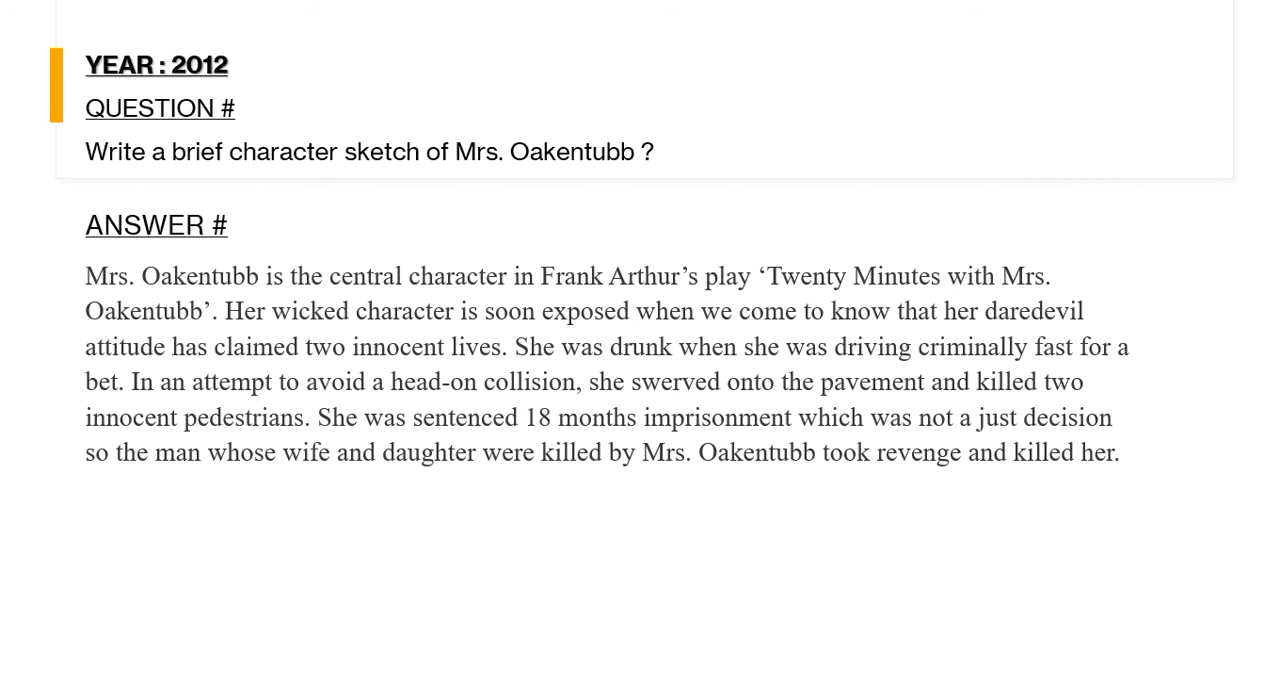 YEAR : 2012
QUESTION #
Write a brief character sketch of Mrs. Oakentubb ?
ANSWER #
Mrs. Oakentubb is the central character in Frank Arthur’s play ‘Twenty Minutes with Mrs.
Oakentubb’. Her wicked character is soon exposed when we come to know that her daredevil
attitude has claimed two innocent lives. She was drunk when she was driving criminally fast for a
bet. In an attempt to avoid a head-on collision, she swerved onto the pavement and killed two
innocent pedestrians. She was sentenced 18 months imprisonment which was not a just decision
so the man whose wife and daughter were killed by Mrs. Oakentubb took revenge and killed her.